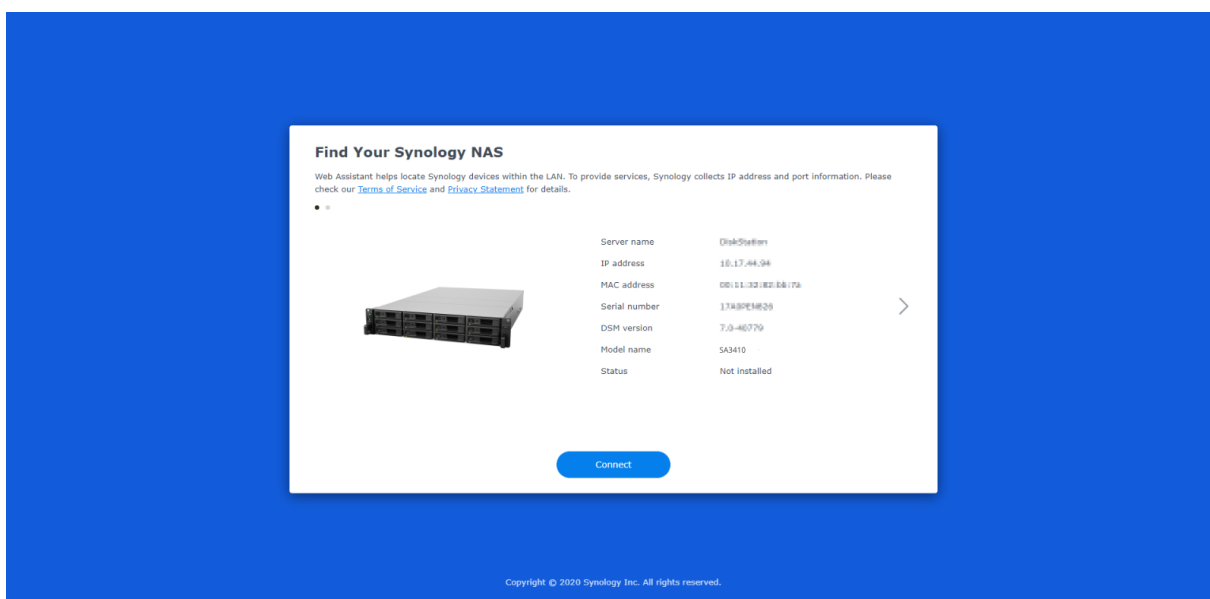 Find Your Synology NAS
Web Assistant helps locate Synology devices within the LAN. To provide services, Synology collects IP address and port information. Please
check our Terms of Service and Privacy Statement for details.
Server name DiskStation
IP address
MAC address
Serial number
DSM version
Model name SA3410
Status Not installed
Connect
Copyright © 2020 Synology Inc. All rights reserved.